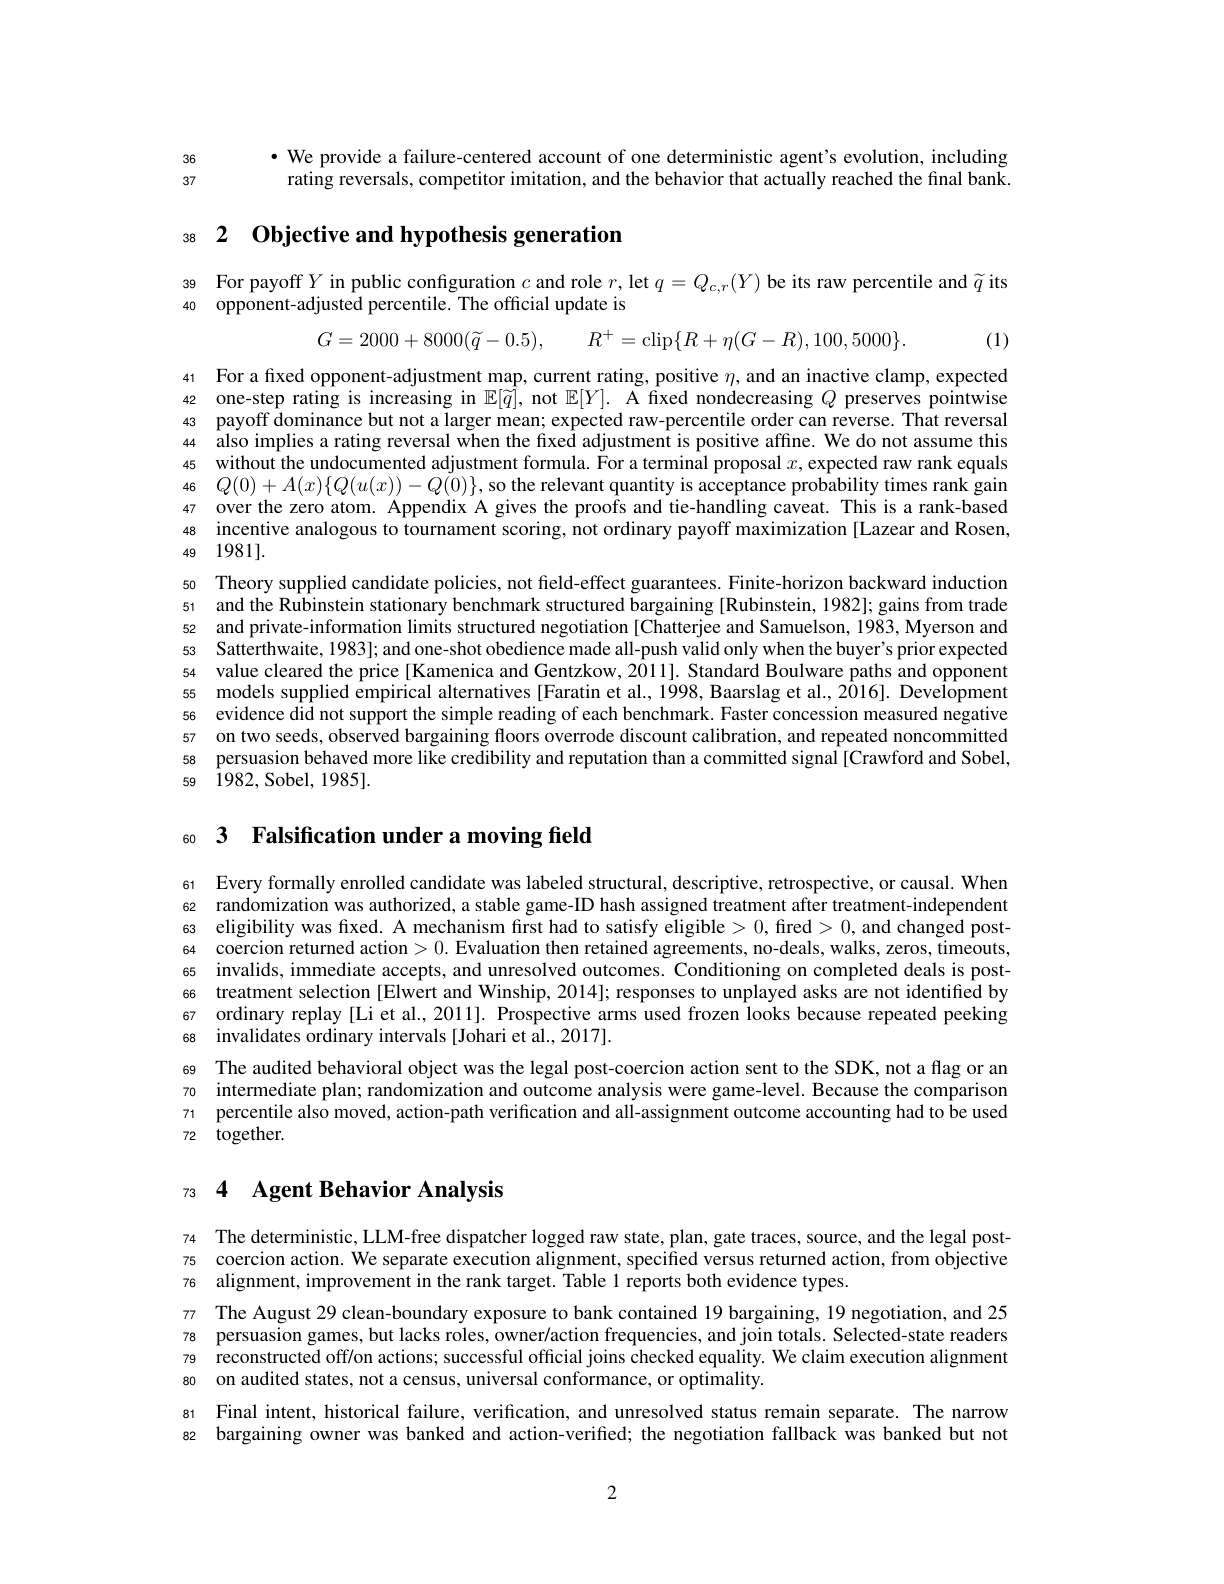 36 • We provide a failure-centered account of one deterministic agent's evolution, including
37 rating reversals, competitor imitation, and the behavior that actually reached the final bank.
38 2 Objective and hypothesis generation
39 For payoff Y in public configuration c and role r, let q = Q_{c,r}(Y) be its raw percentile and q̃ its
40 opponent-adjusted percentile. The official update is
G = 2000 + 8000(q̃ − 0.5), R⁺ = clip{R + η(G − R), 100, 5000}. (1)
41 For a fixed opponent-adjustment map, current rating, positive η, and an inactive clamp, expected
42 one-step rating is increasing in 𝔼[q̃], not 𝔼[Y]. A fixed nondecreasing Q preserves pointwise
43 payoff dominance but not a larger mean; expected raw-percentile order can reverse. That reversal
44 also implies a rating reversal when the fixed adjustment is positive affine. We do not assume this
45 without the undocumented adjustment formula. For a terminal proposal x, expected raw rank equals
46 Q(0) + A(x){Q(u(x)) − Q(0)}, so the relevant quantity is acceptance probability times rank gain
47 over the zero atom. Appendix A gives the proofs and tie-handling caveat. This is a rank-based
48 incentive analogous to tournament scoring, not ordinary payoff maximization [Lazear and Rosen,
49 1981].
50 Theory supplied candidate policies, not field-effect guarantees. Finite-horizon backward induction
51 and the Rubinstein stationary benchmark structured bargaining [Rubinstein, 1982]; gains from trade
52 and private-information limits structured negotiation [Chatterjee and Samuelson, 1983, Myerson and
53 Satterthwaite, 1983]; and one-shot obedience made all-push valid only when the buyer's prior expected
54 value cleared the price [Kamenica and Gentzkow, 2011]. Standard Boulware paths and opponent
55 models supplied empirical alternatives [Faratin et al., 1998, Baarslag et al., 2016]. Development
56 evidence did not support the simple reading of each benchmark. Faster concession measured negative
57 on two seeds, observed bargaining floors overrode discount calibration, and repeated noncommitted
58 persuasion behaved more like credibility and reputation than a committed signal [Crawford and Sobel,
59 1982, Sobel, 1985].
60 3 Falsification under a moving field
61 Every formally enrolled candidate was labeled structural, descriptive, retrospective, or causal. When
62 randomization was authorized, a stable game-ID hash assigned treatment after treatment-independent
63 eligibility was fixed. A mechanism first had to satisfy eligible > 0, fired > 0, and changed post-
64 coercion returned action > 0. Evaluation then retained agreements, no-deals, walks, zeros, timeouts,
65 invalids, immediate accepts, and unresolved outcomes. Conditioning on completed deals is post-
66 treatment selection [Elwert and Winship, 2014]; responses to unplayed asks are not identified by
67 ordinary replay [Li et al., 2011]. Prospective arms used frozen looks because repeated peeking
68 invalidates ordinary intervals [Johari et al., 2017].
69 The audited behavioral object was the legal post-coercion action sent to the SDK, not a flag or an
70 intermediate plan; randomization and outcome analysis were game-level. Because the comparison
71 percentile also moved, action-path verification and all-assignment outcome accounting had to be used
72 together.
73 4 Agent Behavior Analysis
74 The deterministic, LLM-free dispatcher logged raw state, plan, gate traces, source, and the legal post-
75 coercion action. We separate execution alignment, specified versus returned action, from objective
76 alignment, improvement in the rank target. Table 1 reports both evidence types.
77 The August 29 clean-boundary exposure to bank contained 19 bargaining, 19 negotiation, and 25
78 persuasion games, but lacks roles, owner/action frequencies, and join totals. Selected-state readers
79 reconstructed off/on actions; successful official joins checked equality. We claim execution alignment
80 on audited states, not a census, universal conformance, or optimality.
81 Final intent, historical failure, verification, and unresolved status remain separate. The narrow
82 bargaining owner was banked and action-verified; the negotiation fallback was banked but not
2